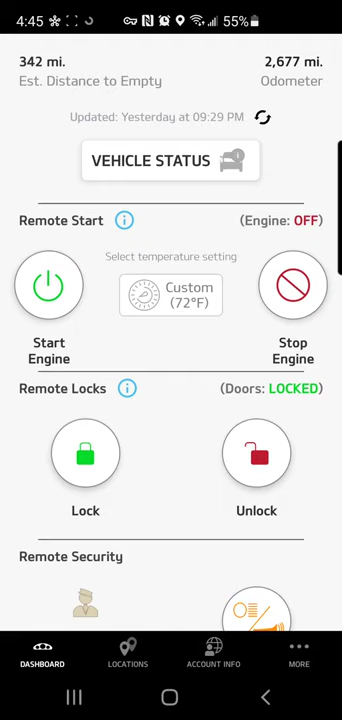 4:45 55%
342 mi. 2,677 mi.
Est. Distance to Empty Odometer
Updated: Yesterday at 09:29 PM
VEHICLE STATUS
Remote Start (Engine: OFF)
Select temperature setting
Custom
(72°F)
Start Stop
Engine Engine
Remote Locks (Doors: LOCKED)
Lock Unlock
Remote Security
DASHBOARD LOCATIONS ACCOUNT INFO MORE